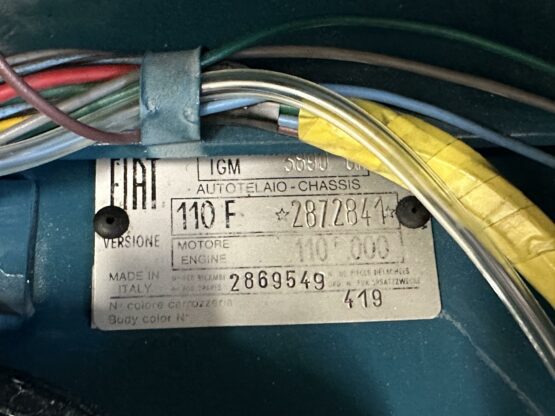 FIAT
IGM
AUTOTELAIO-CHASSIS
110 F ☆2872841☆
VERSIONE
MOTORE
ENGINE
110 000
MADE IN
ITALY
2869549
419
N° colore carrozzeria
Body color N°